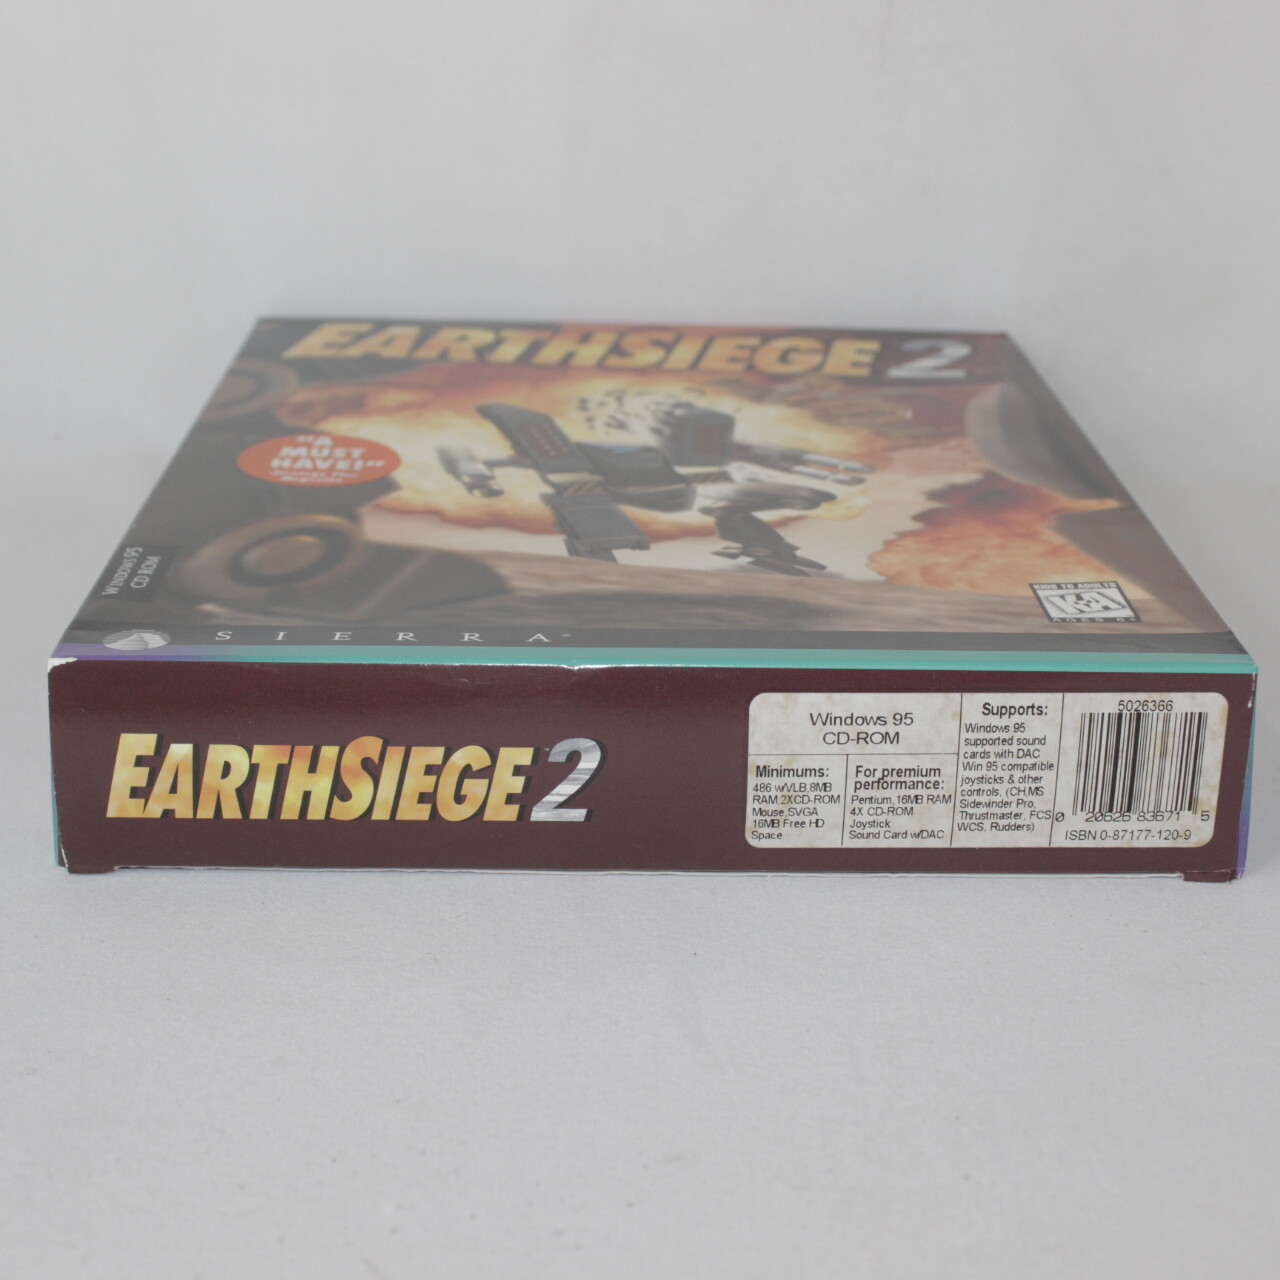 EARTHSIEGE 2
"A
MUST
HAVE!"
WINDOWS 95
CD ROM
KIDS TO ADULTS
K-A
AGES 6+
SIERRA
EARTHSIEGE 2™
Windows 95
CD-ROM
Minimums:
486 w/VLB,8MB
RAM,2XCD-ROM
Mouse,SVGA
16MB Free HD
Space
For premium
performance:
Pentium,16MB RAM
4X CD-ROM
Joystick
Sound Card w/DAC
Supports:
Windows 95
supported sound
cards with DAC
Win 95 compatible
joysticks & other
controls, (CH,MS
Sidewinder Pro,
Thrustmaster, FCS,
WCS, Rudders)
5026366
0 20626 83671 5
ISBN 0-87177-120-9